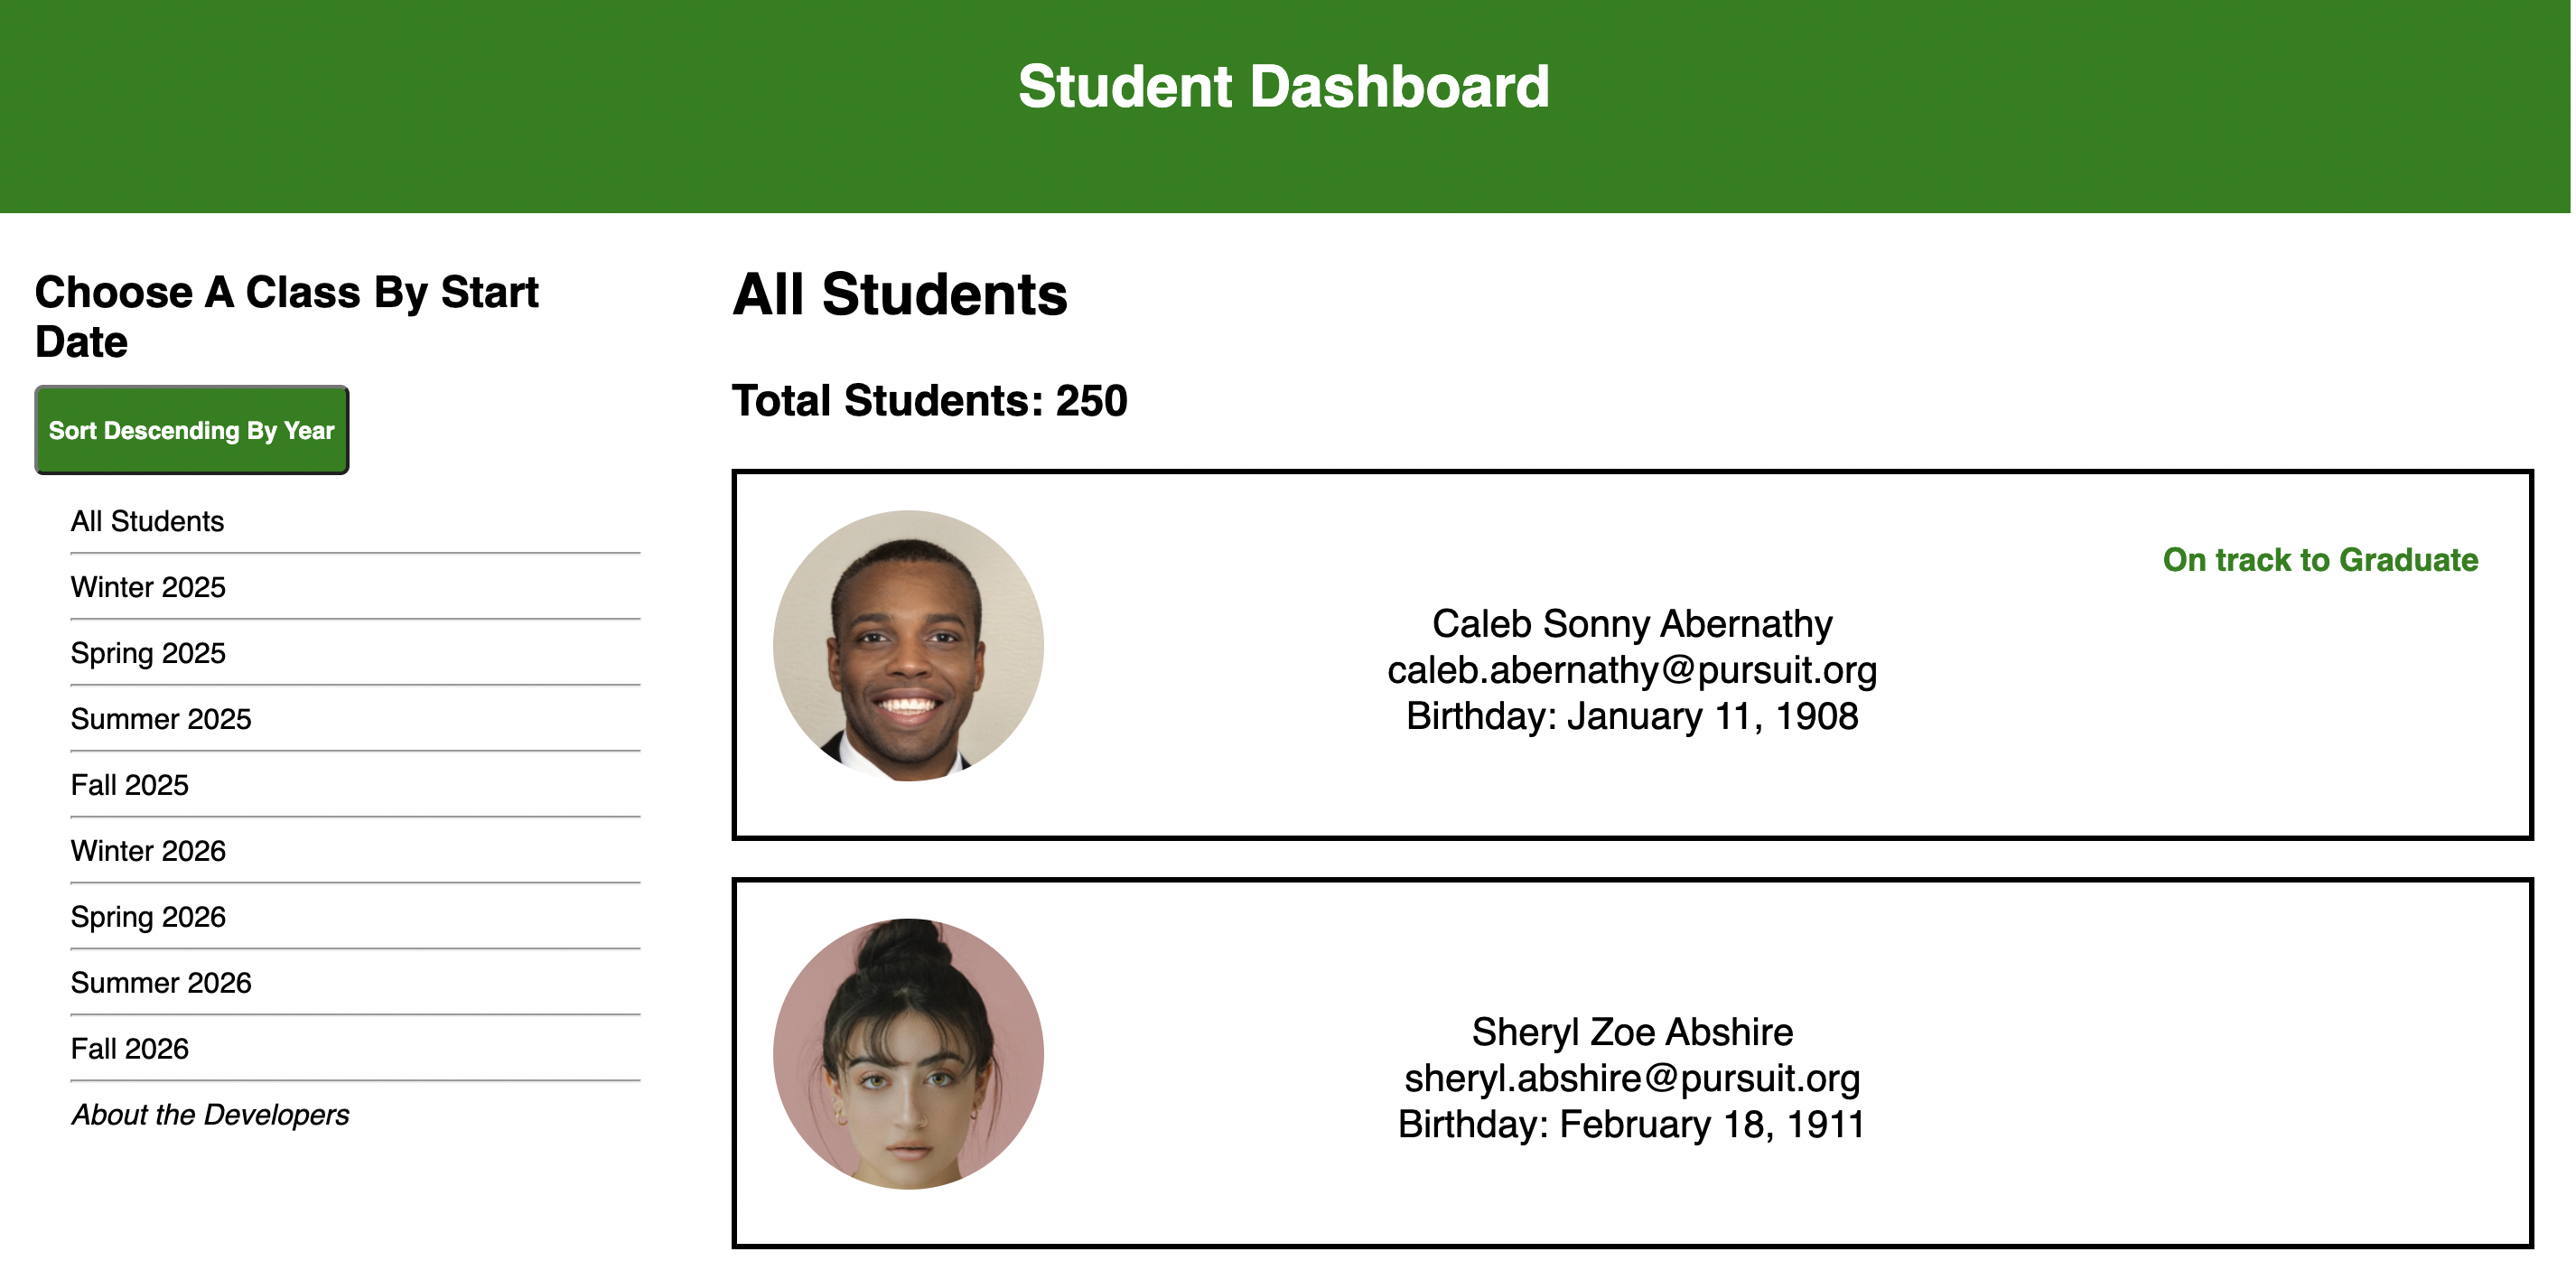 Student Dashboard
Choose A Class By Start
Date
Sort Descending By Year
All Students
Winter 2025
Spring 2025
Summer 2025
Fall 2025
Winter 2026
Spring 2026
Summer 2026
Fall 2026
About the Developers
All Students
Total Students: 250
On track to Graduate
Caleb Sonny Abernathy
caleb.abernathy@pursuit.org
Birthday: January 11, 1908
Sheryl Zoe Abshire
sheryl.abshire@pursuit.org
Birthday: February 18, 1911